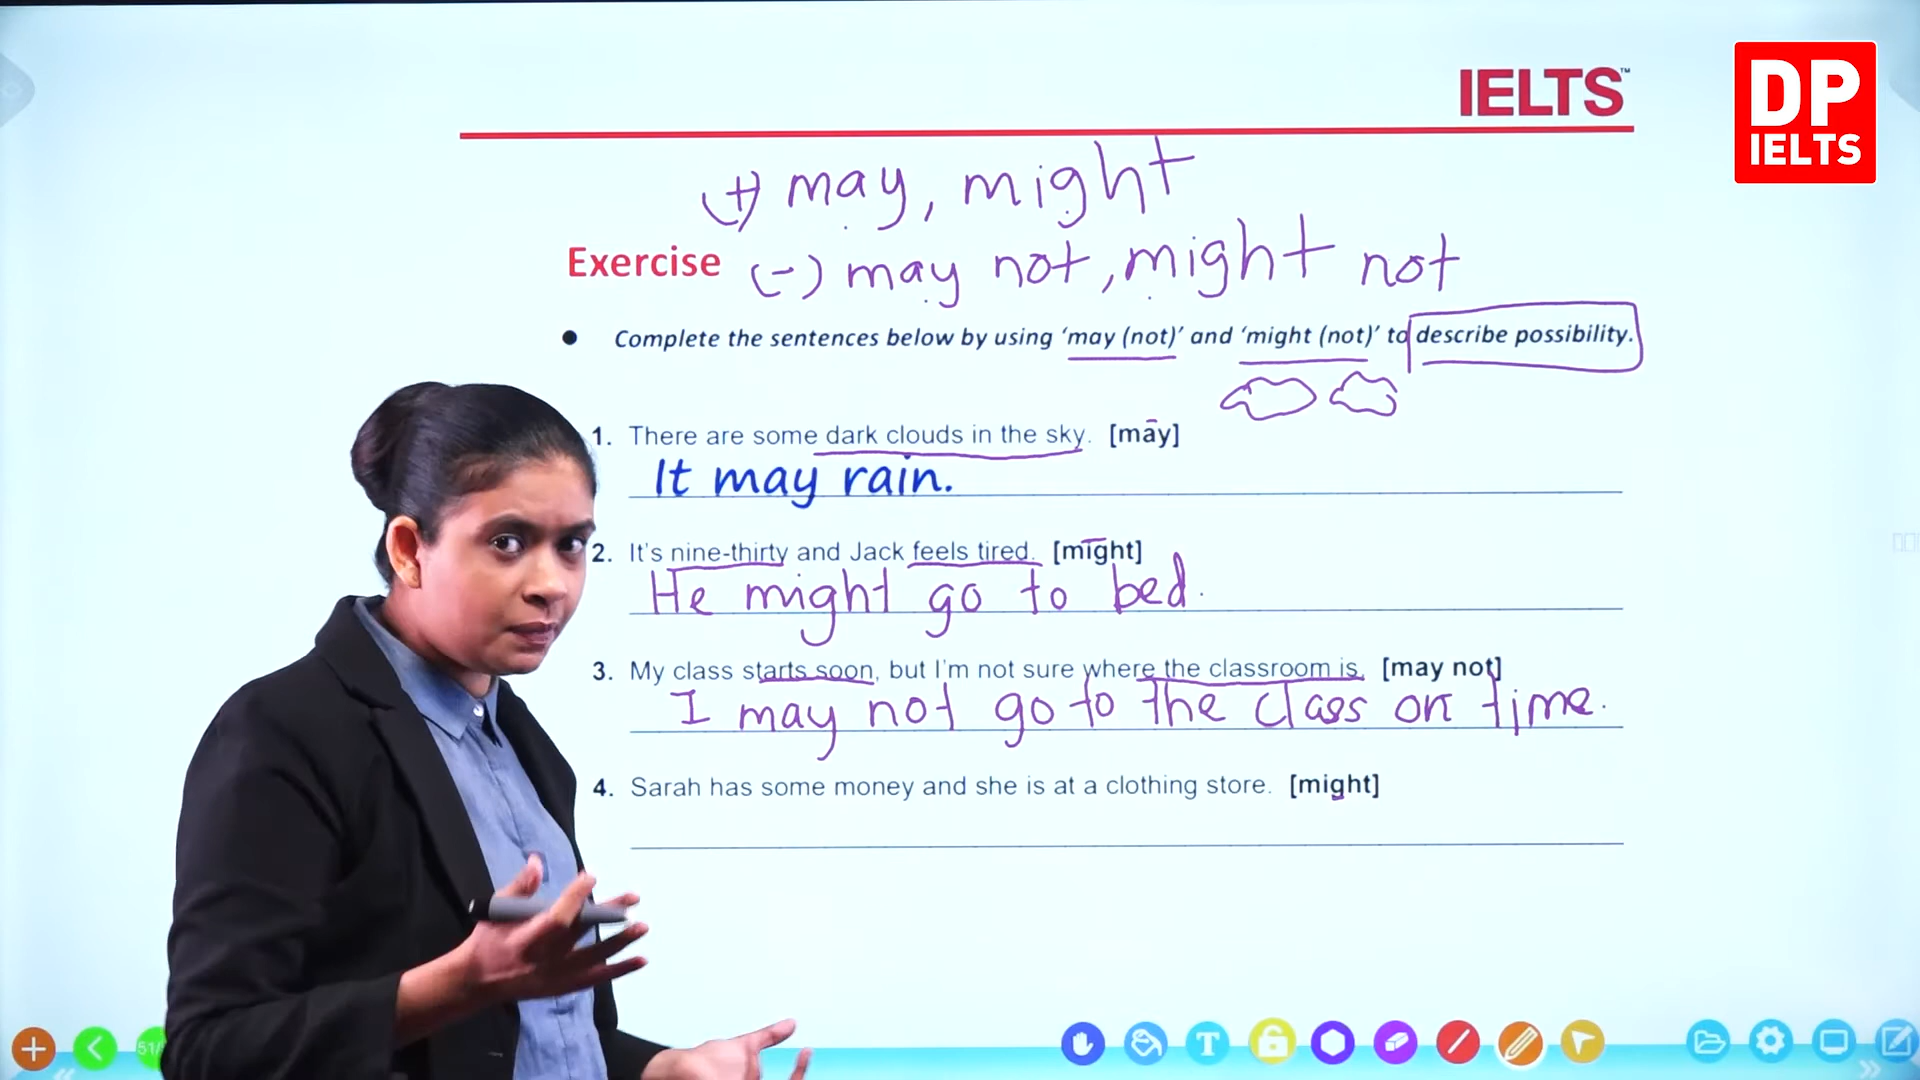 IELTS™
DP
IELTS
(+) may, might
Exercise (-) may not, might not
● Complete the sentences below by using ‘may (not)’ and ‘might (not)’ to describe possibility.
1. There are some dark clouds in the sky. [may]
It may rain.
2. It's nine-thirty and Jack feels tired. [might]
He might go to bed.
3. My class starts soon, but I'm not sure where the classroom is. [may not]
I may not go to the class on time.
4. Sarah has some money and she is at a clothing store. [might]
51/
T